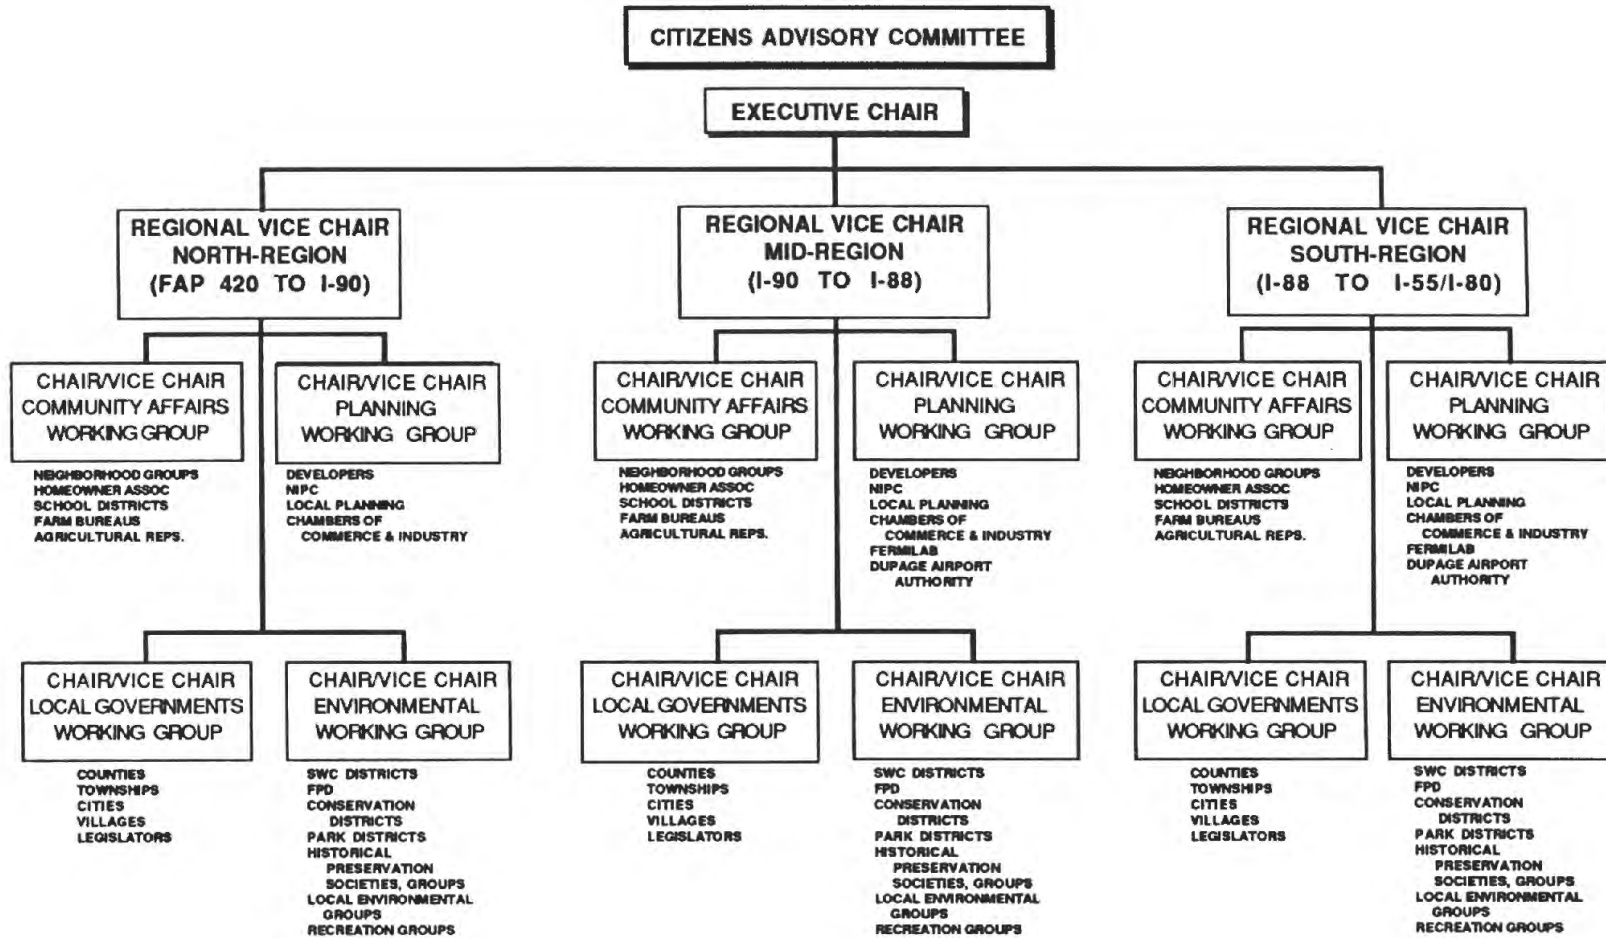 CITIZENS ADVISORY COMMITTEE
EXECUTIVE CHAIR
REGIONAL VICE CHAIR
NORTH-REGION
(FAP 420 TO I-90)
REGIONAL VICE CHAIR
MID-REGION
(I-90 TO I-88)
REGIONAL VICE CHAIR
SOUTH-REGION
(I-88 TO I-55/I-80)
CHAIR/VICE CHAIR
COMMUNITY AFFAIRS
WORKING GROUP
NEIGHBORHOOD GROUPS
HOMEOWNER ASSOC
SCHOOL DISTRICTS
FARM BUREAUS
AGRICULTURAL REPS.
CHAIR/VICE CHAIR
PLANNING
WORKING GROUP
DEVELOPERS
NIPC
LOCAL PLANNING
CHAMBERS OF
COMMERCE & INDUSTRY
CHAIR/VICE CHAIR
COMMUNITY AFFAIRS
WORKING GROUP
NEIGHBORHOOD GROUPS
HOMEOWNER ASSOC
SCHOOL DISTRICTS
FARM BUREAUS
AGRICULTURAL REPS.
CHAIR/VICE CHAIR
PLANNING
WORKING GROUP
DEVELOPERS
NIPC
LOCAL PLANNING
CHAMBERS OF
COMMERCE & INDUSTRY
FERMILAB
DUPAGE AIRPORT
AUTHORITY
CHAIR/VICE CHAIR
COMMUNITY AFFAIRS
WORKING GROUP
NEIGHBORHOOD GROUPS
HOMEOWNER ASSOC
SCHOOL DISTRICTS
FARM BUREAUS
AGRICULTURAL REPS.
CHAIR/VICE CHAIR
PLANNING
WORKING GROUP
DEVELOPERS
NIPC
LOCAL PLANNING
CHAMBERS OF
COMMERCE & INDUSTRY
FERMILAB
DUPAGE AIRPORT
AUTHORITY
CHAIR/VICE CHAIR
LOCAL GOVERNMENTS
WORKING GROUP
COUNTIES
TOWNSHIPS
CITIES
VILLAGES
LEGISLATORS
CHAIR/VICE CHAIR
ENVIRONMENTAL
WORKING GROUP
SWC DISTRICTS
FPD
CONSERVATION
DISTRICTS
PARK DISTRICTS
HISTORICAL
PRESERVATION
SOCIETIES, GROUPS
LOCAL ENVIRONMENTAL
GROUPS
RECREATION GROUPS
CHAIR/VICE CHAIR
LOCAL GOVERNMENTS
WORKING GROUP
COUNTIES
TOWNSHIPS
CITIES
VILLAGES
LEGISLATORS
CHAIR/VICE CHAIR
ENVIRONMENTAL
WORKING GROUP
SWC DISTRICTS
FPD
CONSERVATION
DISTRICTS
PARK DISTRICTS
HISTORICAL
PRESERVATION
SOCIETIES, GROUPS
LOCAL ENVIRONMENTAL
GROUPS
RECREATION GROUPS
CHAIR/VICE CHAIR
LOCAL GOVERNMENTS
WORKING GROUP
COUNTIES
TOWNSHIPS
CITIES
VILLAGES
LEGISLATORS
CHAIR/VICE CHAIR
ENVIRONMENTAL
WORKING GROUP
SWC DISTRICTS
FPD
CONSERVATION
DISTRICTS
PARK DISTRICTS
HISTORICAL
PRESERVATION
SOCIETIES, GROUPS
LOCAL ENVIRONMENTAL
GROUPS
RECREATION GROUPS